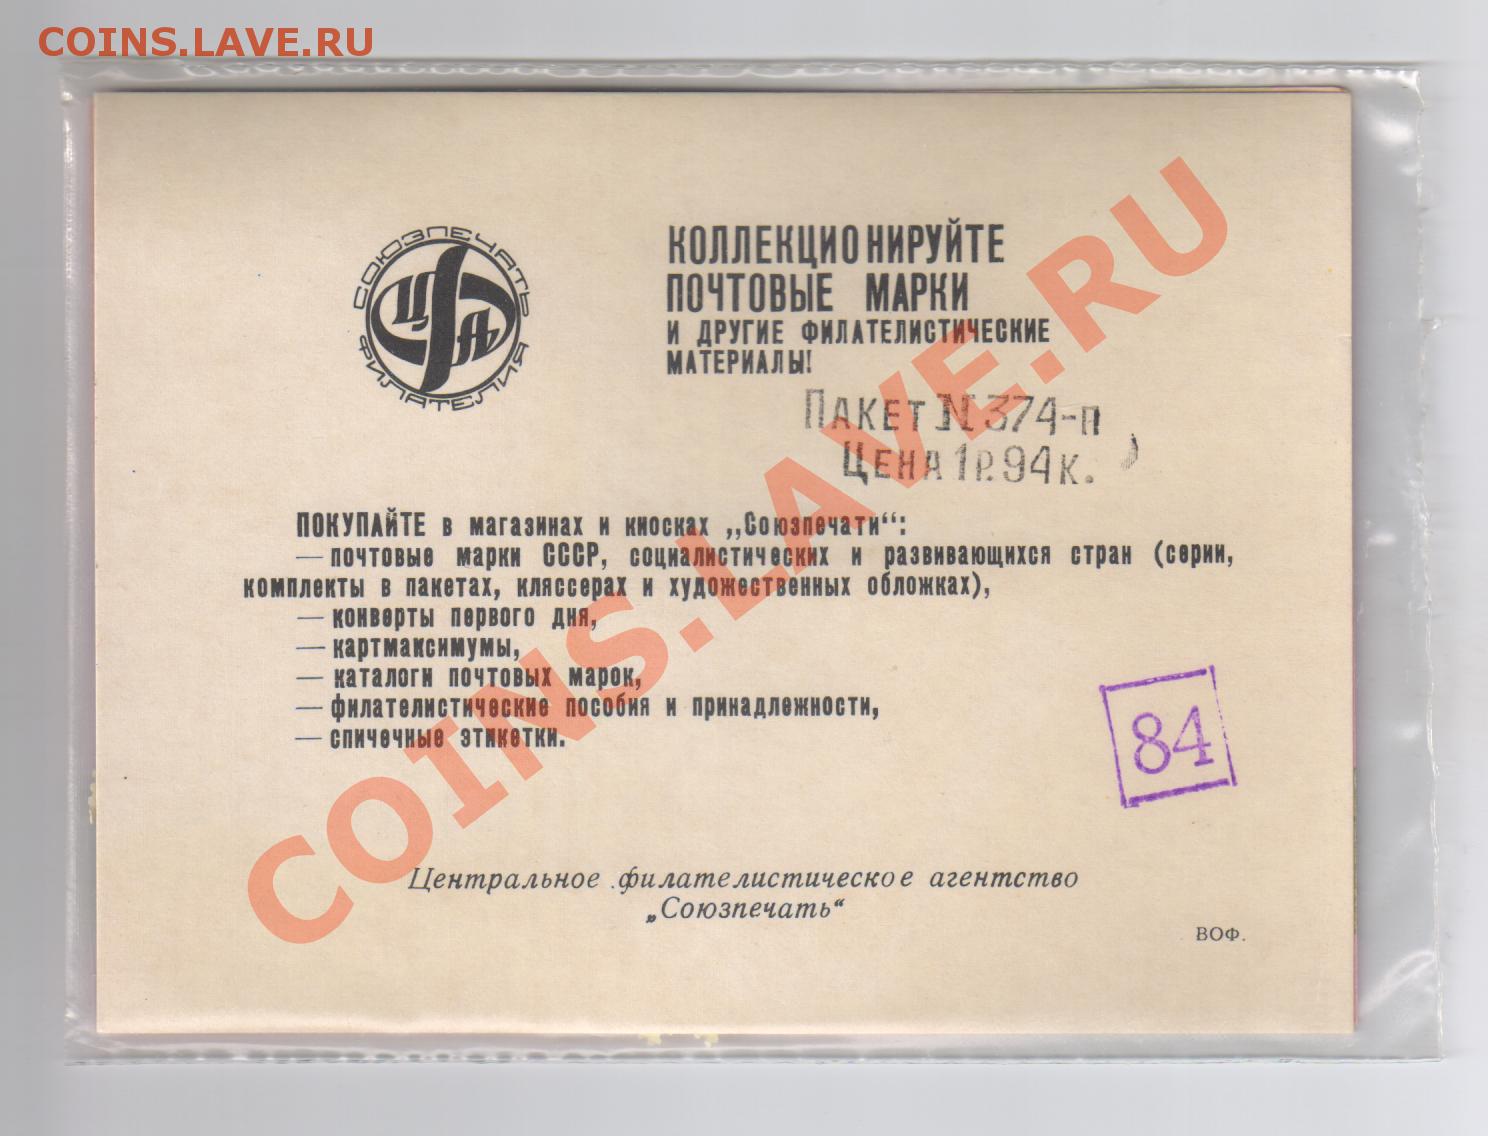 COINS.LAVE.RU
СОЮЗПЕЧАТЬ
ЦФА
ФИЛАТЕЛИЯ
КОЛЛЕКЦИОНИРУЙТЕ
ПОЧТОВЫЕ МАРКИ
И ДРУГИЕ ФИЛАТЕЛИСТИЧЕСКИЕ
МАТЕРИАЛЫ!
ПАКЕТ N 374-П
ЦЕНА 1Р.94К.
ПОКУПАЙТЕ в магазинах и киосках „Союзпечати“:
— почтовые марки СССР, социалистических и развивающихся стран (серии,
комплекты в пакетах, кляссерах и художественных обложках),
— конверты первого дня,
— картмаксимумы,
— каталоги почтовых марок,
— филателистические пособия и принадлежности,
— спичечные этикетки.
84
Центральное филателистическое агентство
„Союзпечать“
ВОФ.
COINS.LAVE.RU